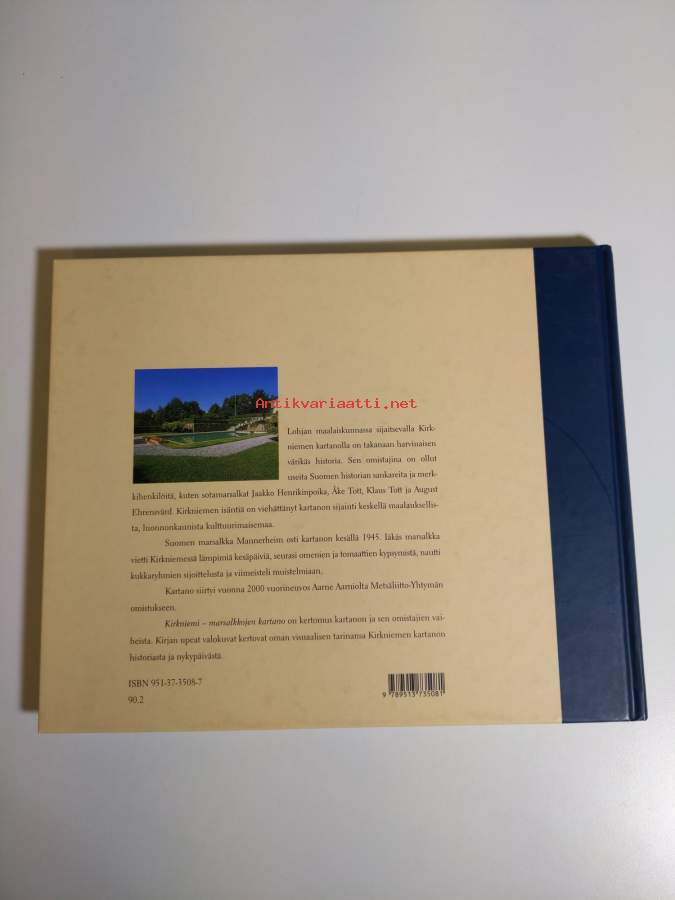 Antikvariaatti.net
Lohjan maalaiskunnassa sijaitsevalla Kirk-
niemen kartanolla on takanaan harvinaisen
värikäs historia. Sen omistajina on ollut
useita Suomen historian sankareita ja merk-
kihenkilöitä, kuten sotamarsalkat Jaakko Henrikinpoika, Åke Tott, Klaus Tott ja August
Ehrensvärd. Kirkniemen isäntiä on viehättänyt kartanon sijainti keskellä maalauksellis-
ta, luonnonkaunista kulttuurimaisemaa.
Suomen marsalkka Mannerheim osti kartanon kesällä 1945. Iäkäs marsalkka
vietti Kirkniemessä lämpimiä kesäpäiviä, seurasi omenien ja tomaattien kypsymistä, nautti
kukkaryhmien sijoittelusta ja viimeisteli muistelmiaan.
Kartano siirtyi vuonna 2000 vuorineuvos Aarne Aarniolta Metsäliitto-Yhtymän
omistukseen.
Kirkniemi – marsalkkojen kartano on kertomus kartanon ja sen omistajien vai-
heista. Kirjan upeat valokuvat kertovat oman visuaalisen tarinansa Kirkniemen kartanon
historiasta ja nykypäivästä.
ISBN 951-37-3508-7
90.2
9 789513 735081